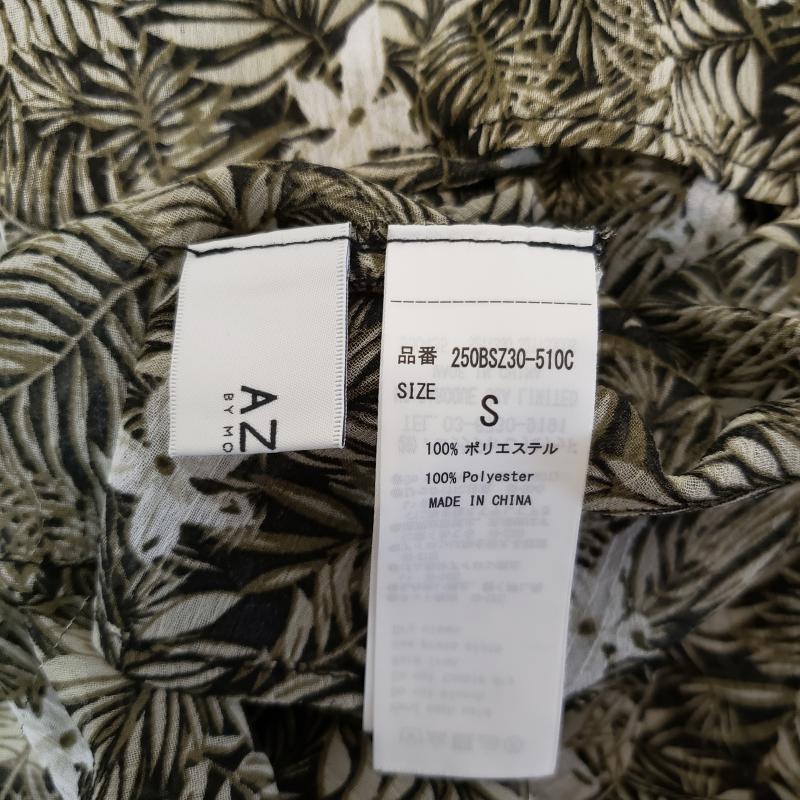 AZ
BY MO
品番 250BSZ30-510C
SIZE
S
100% ポリエステル
100% Polyester
MADE IN CHINA